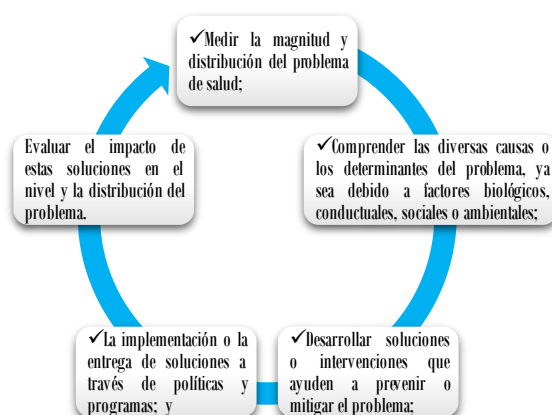 ✓Medir la magnitud y
distribución del problema
de salud;
✓Comprender las diversas causas o
los determinantes del problema, ya
sea debido a factores biológicos,
conductuales, sociales o ambientales;
✓Desarrollar soluciones
o intervenciones que
ayuden a prevenir o
mitigar el problema;
✓La implementación o la
entrega de soluciones a
través de políticas y
programas; y
Evaluar el impacto de
estas soluciones en el
nivel y la distribución del
problema.